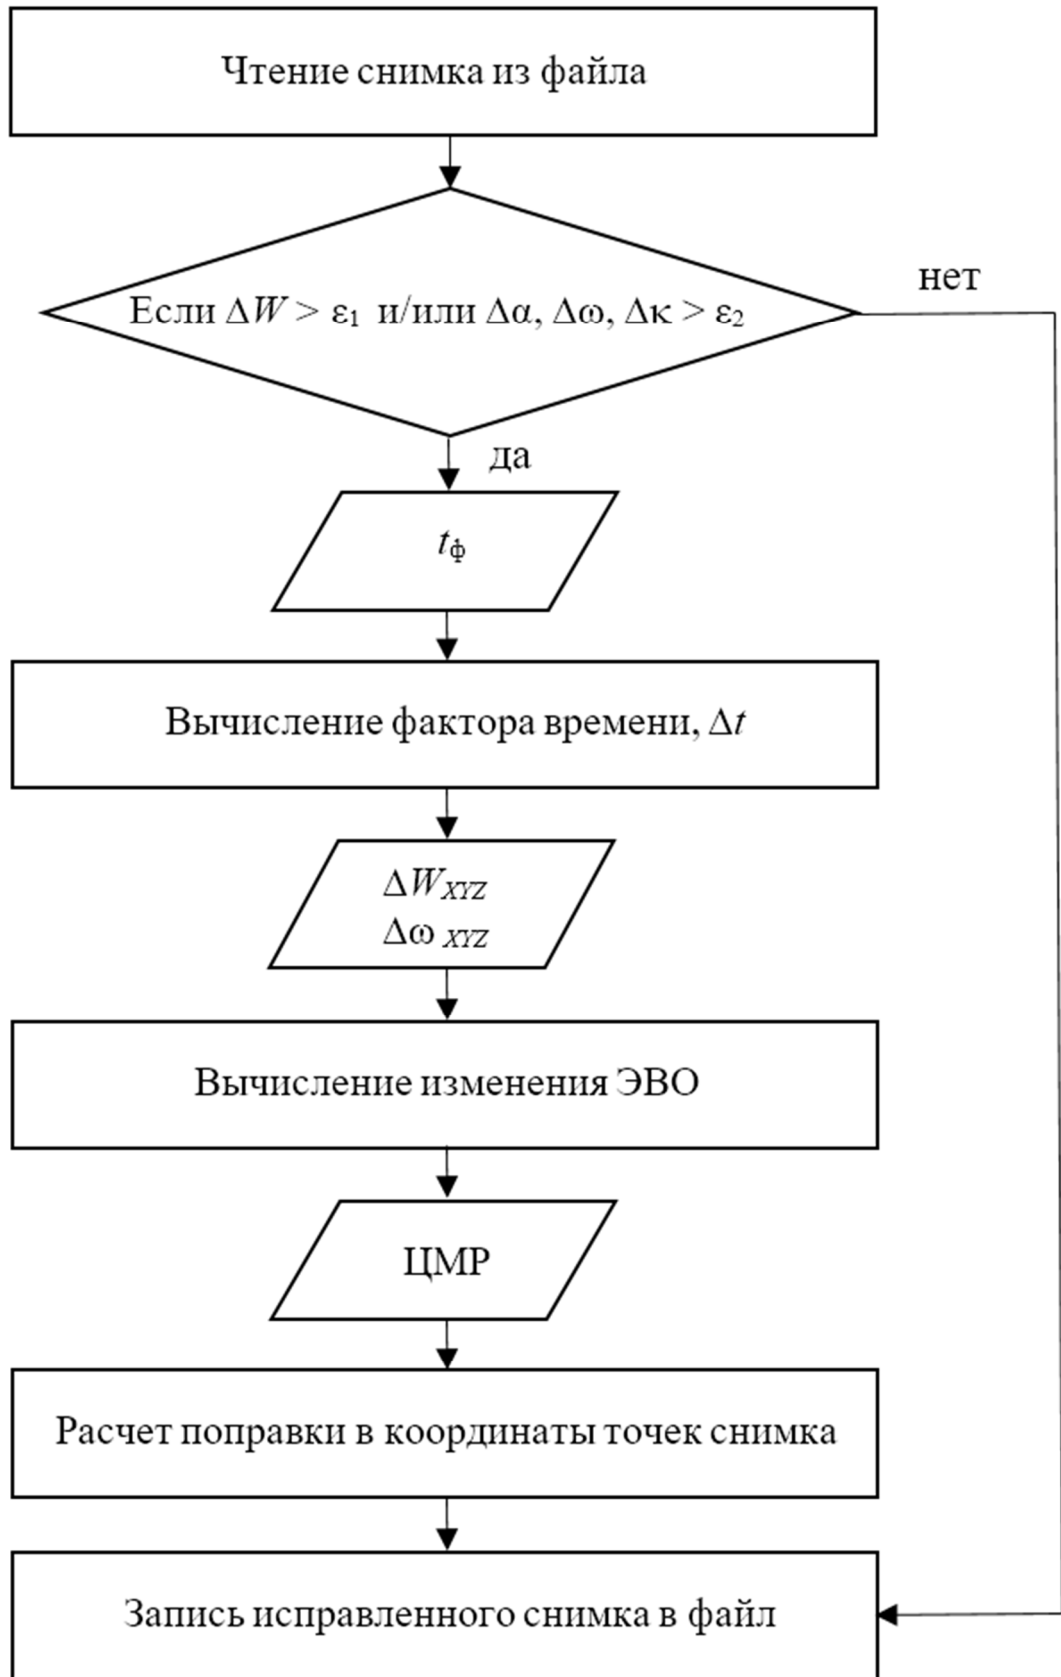 Чтение снимка из файла
Если ΔW > ε₁ и/или Δα, Δω, Δκ > ε₂
нет
да
tф
Вычисление фактора времени, Δt
ΔWXYZ
Δω XYZ
Вычисление изменения ЭВО
ЦМР
Расчет поправки в координаты точек снимка
Запись исправленного снимка в файл